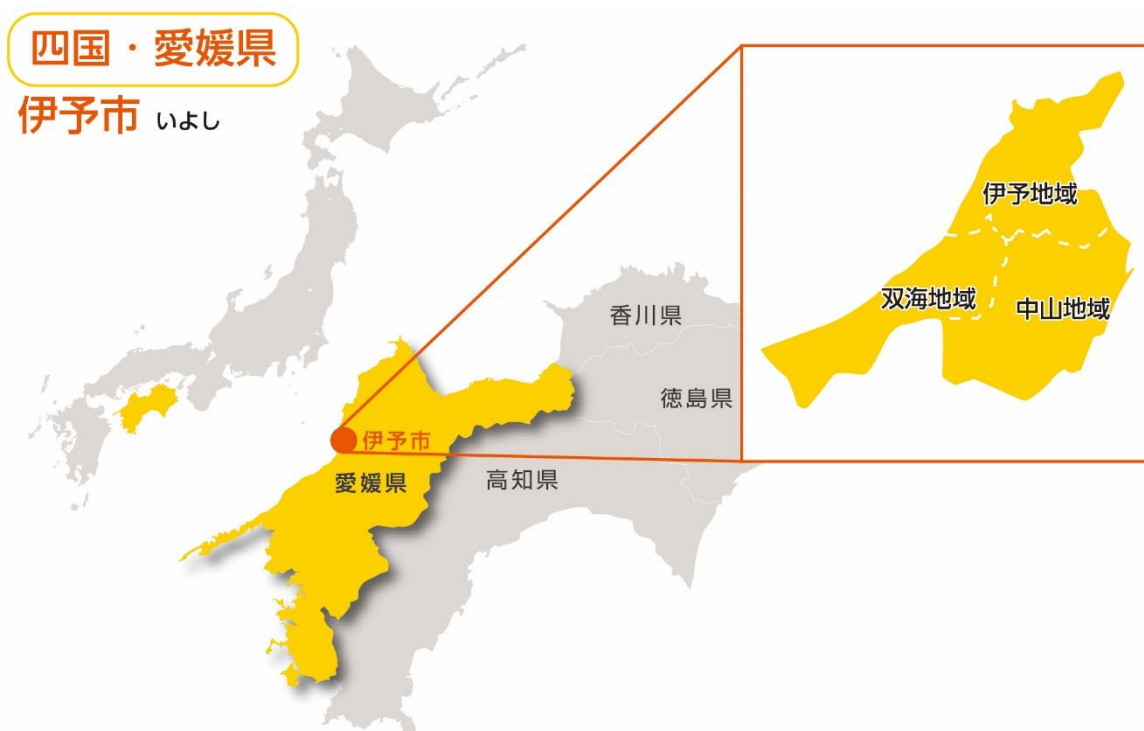 四国・愛媛県
伊予市 いよし
伊予地域
双海地域
中山地域
香川県
徳島県
伊予市
愛媛県
高知県